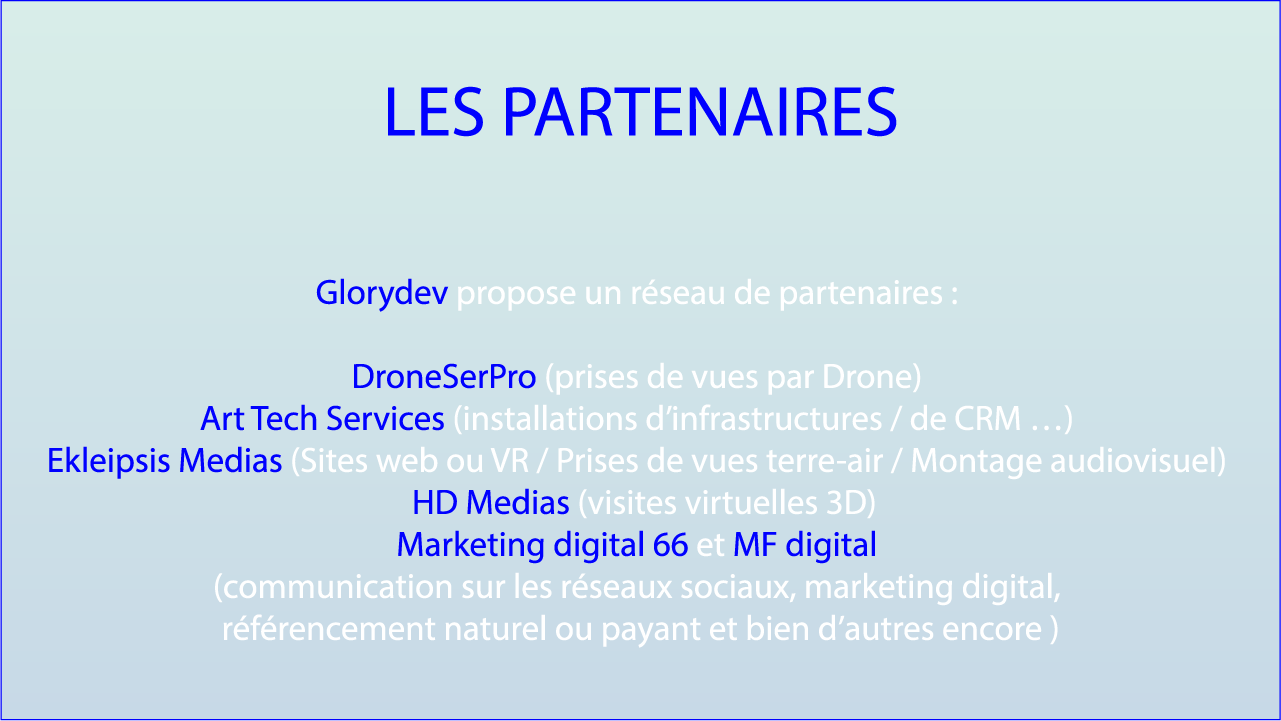 LES PARTENAIRES
Glorydev propose un réseau de partenaires :
DroneSerPro (prises de vues par Drone)
Art Tech Services (installations d’infrastructures / de CRM …)
Ekleipsis Medias (Sites web ou VR / Prises de vues terre-air / Montage audiovisuel)
HD Medias (visites virtuelles 3D)
Marketing digital 66 et MF digital
(communication sur les réseaux sociaux, marketing digital,
référencement naturel ou payant et bien d’autres encore )